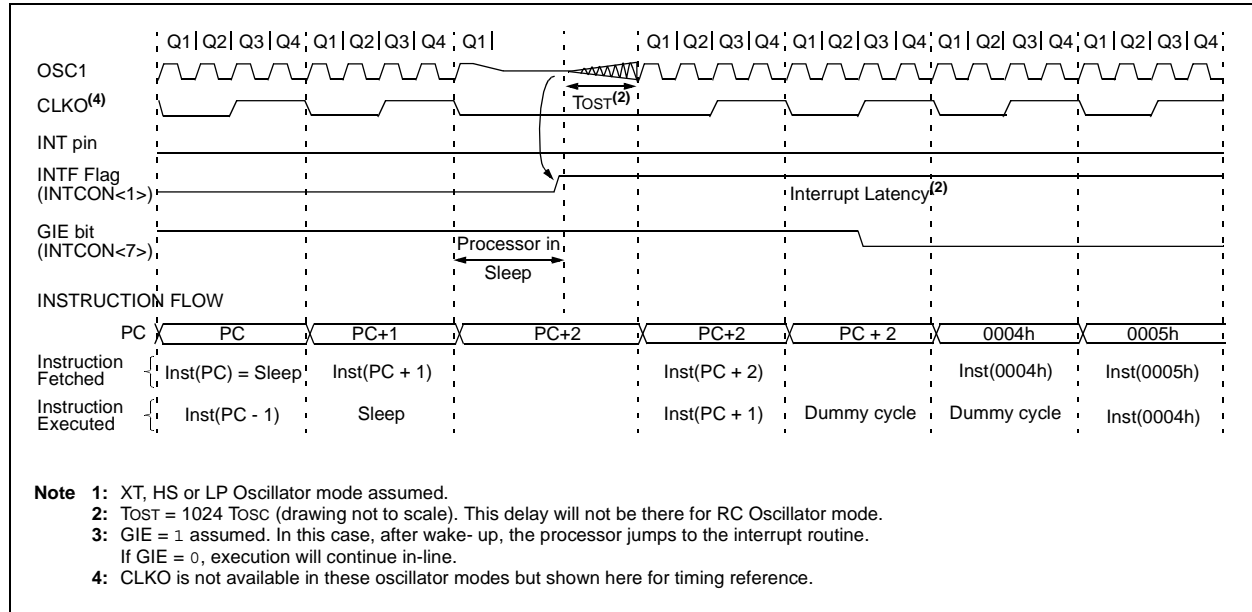 Q1 Q2 Q3 Q4 Q1 Q2 Q3 Q4 Q1 Q1 Q2 Q3 Q4 Q1 Q2 Q3 Q4 Q1 Q2 Q3 Q4 Q1 Q2 Q3 Q4
OSC1
TOST(2)
CLKO(4)
INT pin
INTF Flag
(INTCON<1>)
Interrupt Latency(2)
GIE bit
(INTCON<7>)
Processor in
Sleep
INSTRUCTION FLOW
PC PC PC+1 PC+2 PC+2 PC + 2 0004h 0005h
Instruction
Fetched
Inst(PC) = Sleep Inst(PC + 1) Inst(PC + 2) Inst(0004h) Inst(0005h)
Instruction
Executed
Inst(PC - 1) Sleep Inst(PC + 1) Dummy cycle Dummy cycle Inst(0004h)
Note 1: XT, HS or LP Oscillator mode assumed.
2: TOST = 1024 TOSC (drawing not to scale). This delay will not be there for RC Oscillator mode.
3: GIE = 1 assumed. In this case, after wake- up, the processor jumps to the interrupt routine.
If GIE = 0, execution will continue in-line.
4: CLKO is not available in these oscillator modes but shown here for timing reference.